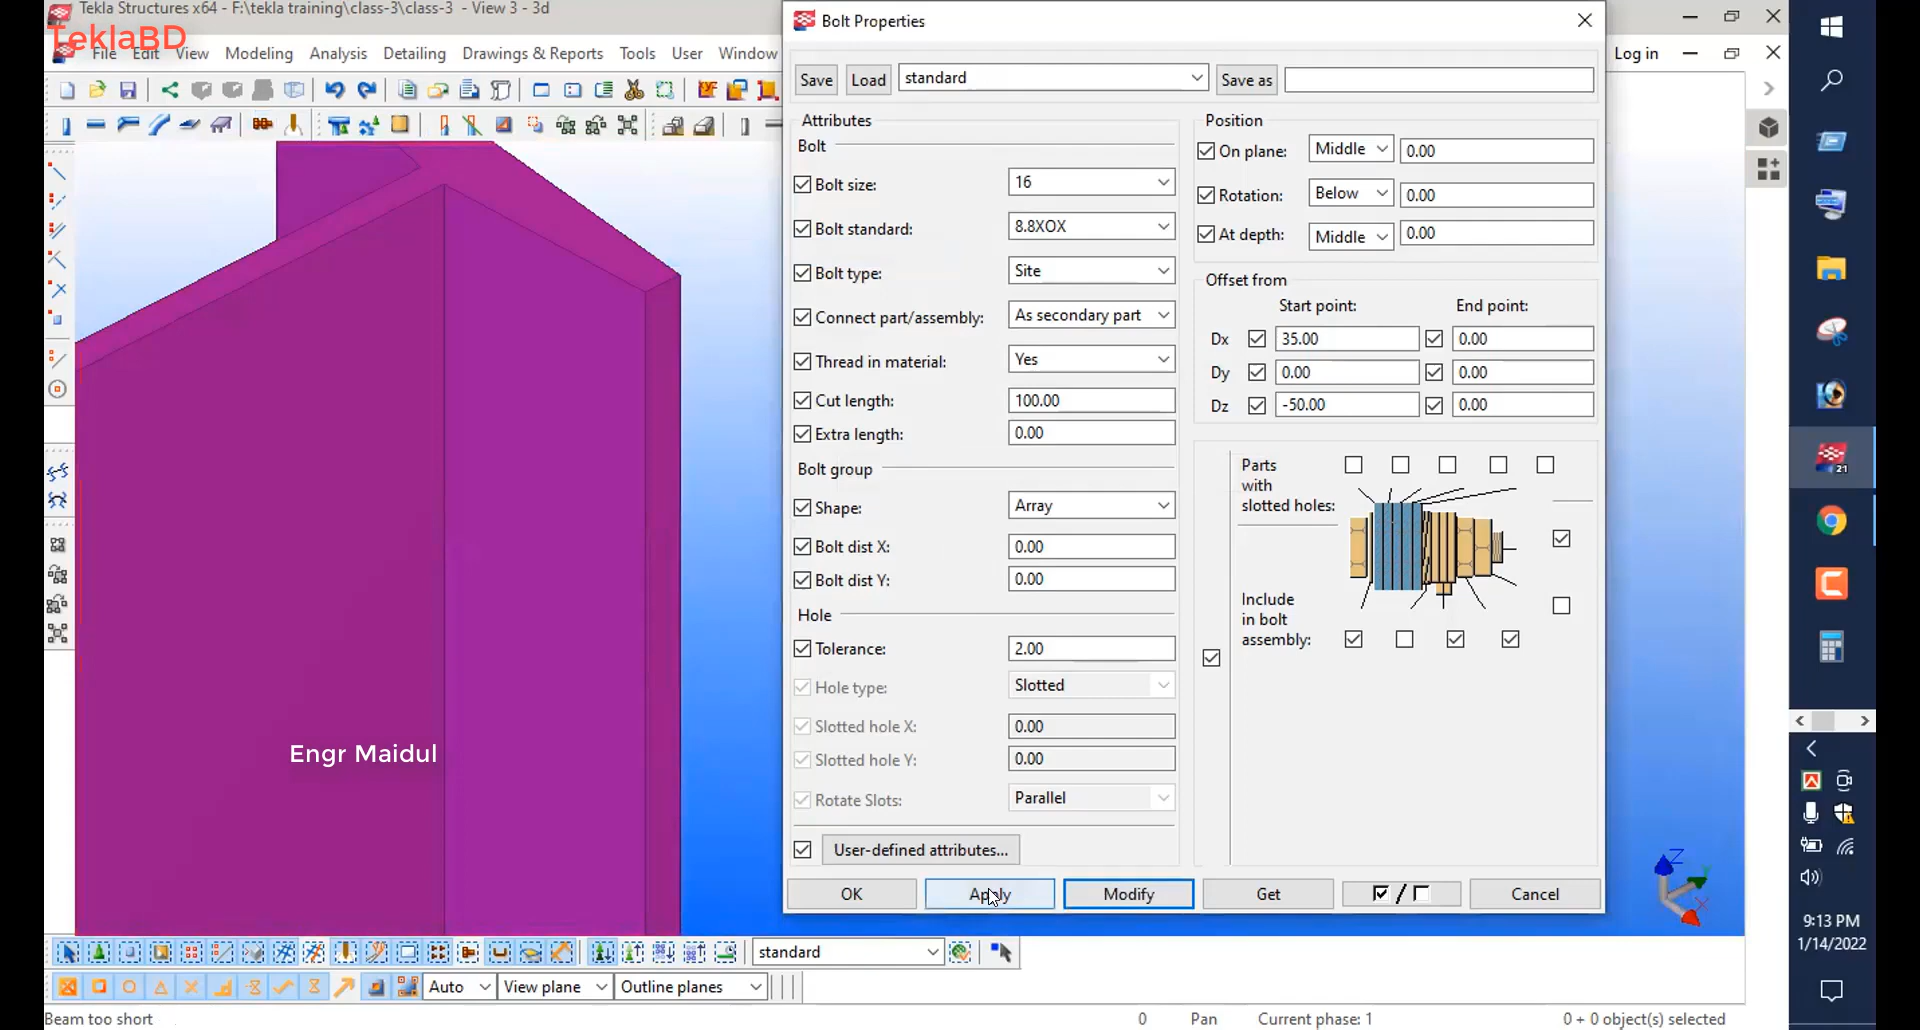 Tekla Structures x64 - F:\tekla training\class-3\class-3 - View 3 - 3d
TeklaBD
File Edit View Modeling Analysis Detailing Drawings & Reports Tools User Window
Log in
Bolt Properties
Save Load standard Save as
Attributes
Bolt
Bolt size: 16
Bolt standard: 8.8XOX
Bolt type: Site
Connect part/assembly: As secondary part
Thread in material: Yes
Cut length: 100.00
Extra length: 0.00
Bolt group
Shape: Array
Bolt dist X: 0.00
Bolt dist Y: 0.00
Hole
Tolerance: 2.00
Hole type: Slotted
Slotted hole X: 0.00
Slotted hole Y: 0.00
Rotate Slots: Parallel
User-defined attributes...
Position
On plane: Middle 0.00
Rotation: Below 0.00
At depth: Middle 0.00
Offset from
Start point: End point:
Dx 35.00 0.00
Dy 0.00 0.00
Dz -50.00 0.00
Parts
with
slotted holes:
Include
in bolt
assembly:
OK Apply Modify Get / Cancel
Engr Maidul
standard
Auto View plane Outline planes
Beam too short
0 Pan Current phase: 1 0 + 0 object(s) selected
21
9:13 PM
1/14/2022
Z